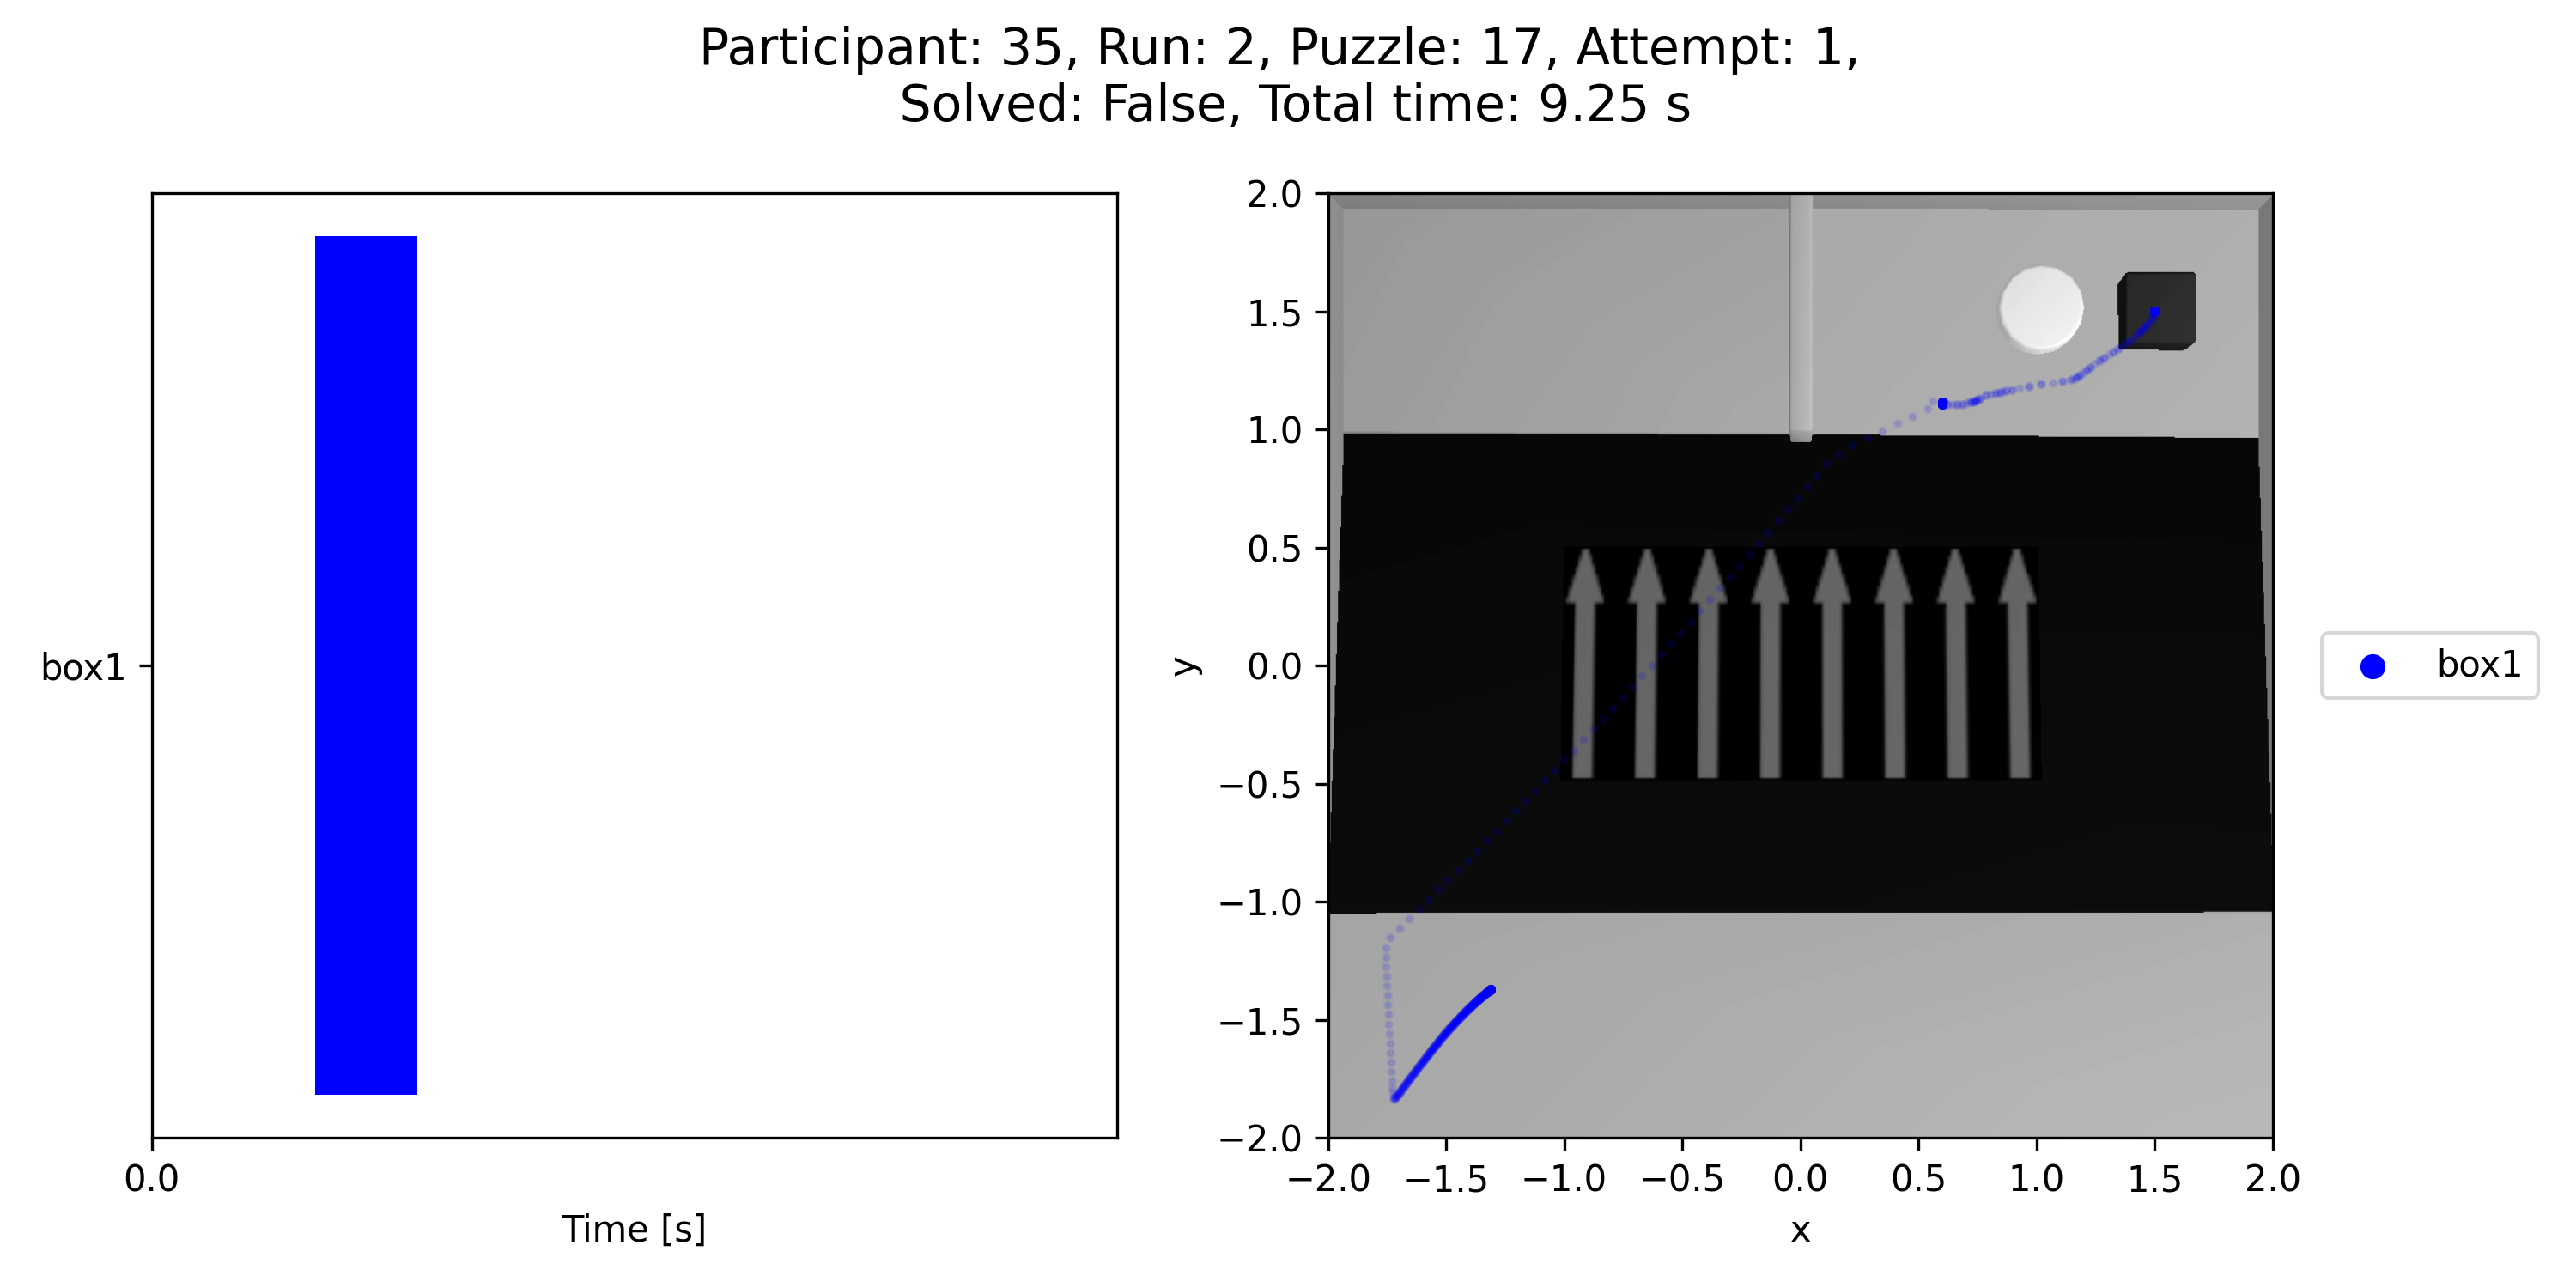 Participant: 35, Run: 2, Puzzle: 17, Attempt: 1,
Solved: False, Total time: 9.25 s
box1
0.0
Time [s]
2.0
1.5
1.0
0.5
0.0
−0.5
−1.0
−1.5
−2.0
y
−2.0 −1.5 −1.0 −0.5 0.0 0.5 1.0 1.5 2.0
x
box1